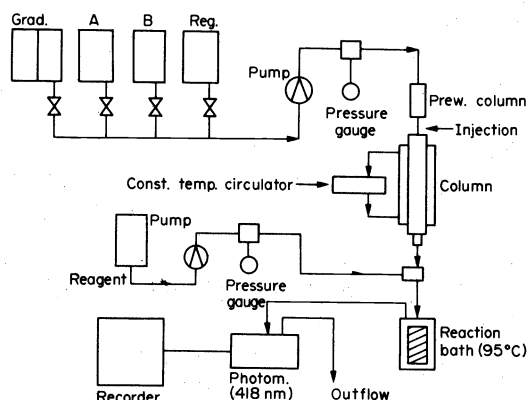 Grad. A B Reg.
Pump
Pressure
gauge
Prew. column
Injection
Const. temp. circulator
Column
Pump
Reagent
Pressure
gauge
Reaction
bath (95°C)
Recorder
Photom.
(418 nm)
Outflow